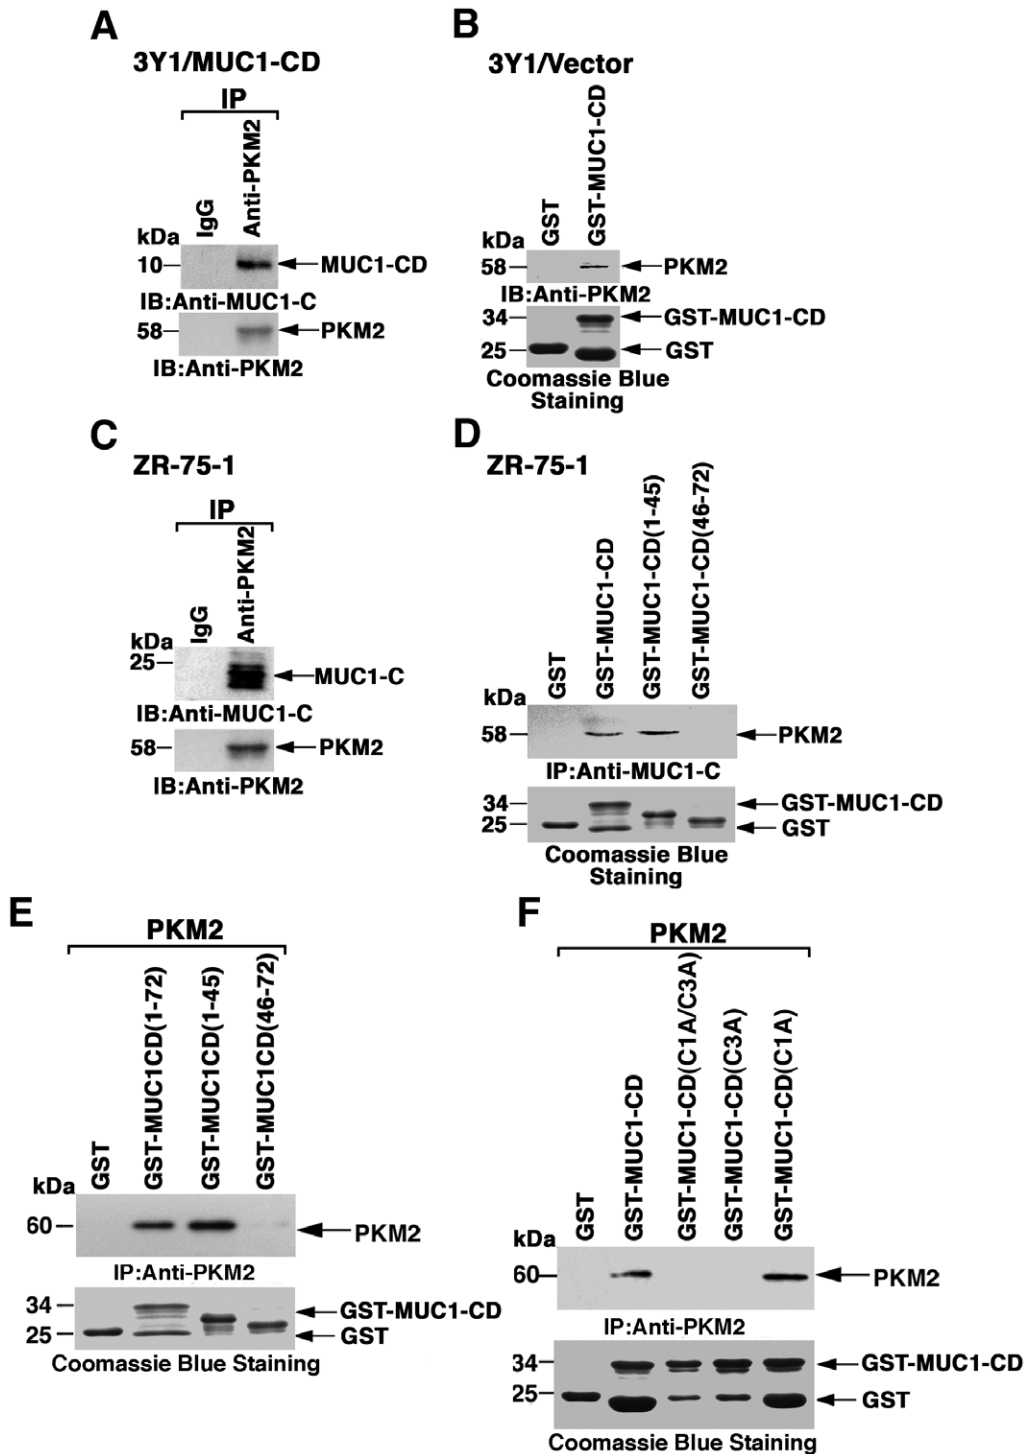 A
3Y1/MUC1-CD
IP
IgG
Anti-PKM2
kDa
10
MUC1-CD
IB:Anti-MUC1-C
58
PKM2
IB:Anti-PKM2
B
3Y1/Vector
GST
GST-MUC1-CD
kDa
58
PKM2
IB:Anti-PKM2
34
GST-MUC1-CD
25
GST
Coomassie Blue
Staining
C
ZR-75-1
IP
IgG
Anti-PKM2
kDa
25
MUC1-C
IB:Anti-MUC1-C
58
PKM2
IB:Anti-PKM2
D
ZR-75-1
GST
GST-MUC1-CD
GST-MUC1-CD(1-45)
GST-MUC1-CD(46-72)
kDa
58
PKM2
IP:Anti-MUC1-C
34
GST-MUC1-CD
25
GST
Coomassie Blue
Staining
E
PKM2
GST
GST-MUC1CD(1-72)
GST-MUC1CD(1-45)
GST-MUC1CD(46-72)
kDa
60
PKM2
IP:Anti-PKM2
34
GST-MUC1-CD
25
GST
Coomassie Blue Staining
F
PKM2
GST
GST-MUC1-CD
GST-MUC1-CD(C1A/C3A)
GST-MUC1-CD(C3A)
GST-MUC1-CD(C1A)
kDa
60
PKM2
IP:Anti-PKM2
34
GST-MUC1-CD
25
GST
Coomassie Blue Staining